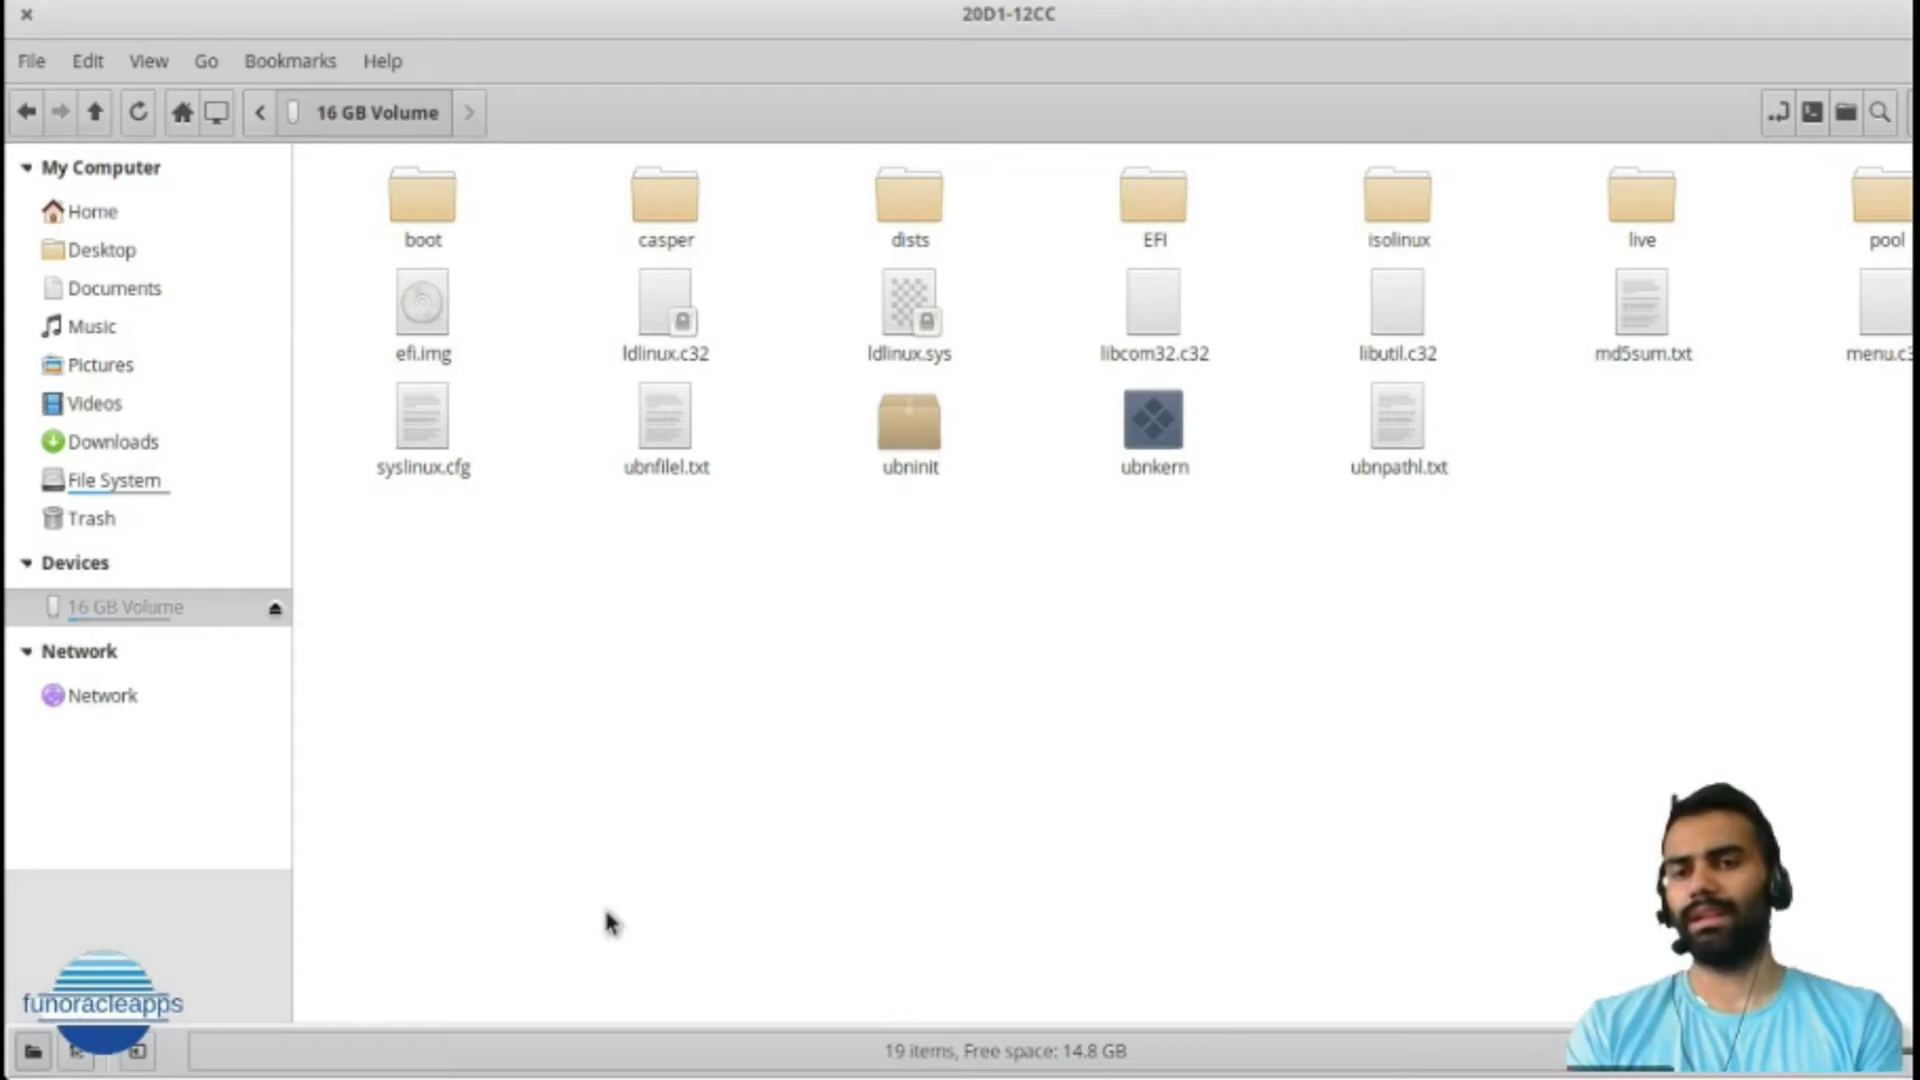 20D1-12CC
File Edit View Go Bookmarks Help
16 GB Volume
My Computer
Home
Desktop
Documents
Music
Pictures
Videos
Downloads
File System
Trash
Devices
16 GB Volume
Network
Network
boot casper dists EFI isolinux live pool
efi.img ldlinux.c32 ldlinux.sys libcom32.c32 libutil.c32 md5sum.txt menu.c3
syslinux.cfg ubnfilel.txt ubninit ubnkern ubnpathl.txt
funoracleapps
19 items, Free space: 14.8 GB